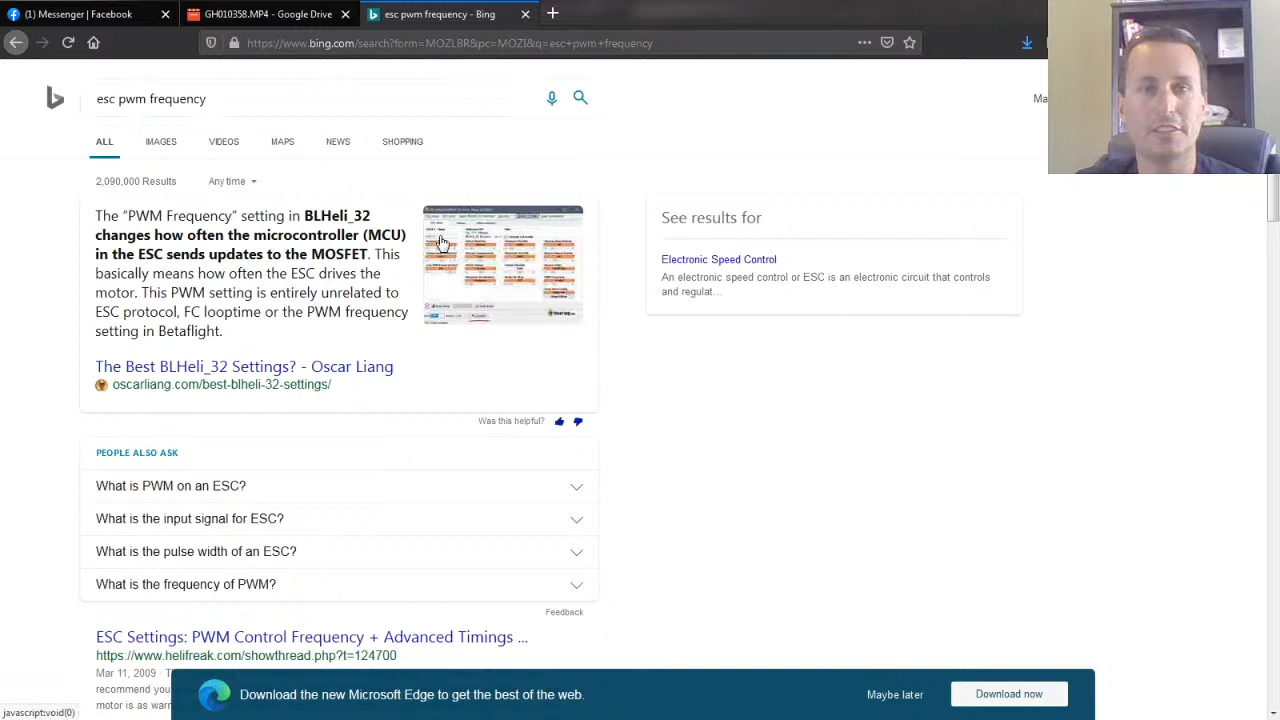 (1) Messenger | Facebook
GH010358.MP4 - Google Drive
esc pwm frequency - Bing
https://www.bing.com/search?form=MOZLBR&pc=MOZI&q=esc+pwm+frequency
esc pwm frequency
Ma
ALL IMAGES VIDEOS MAPS NEWS SHOPPING
2,090,000 Results Any time
The "PWM Frequency" setting in BLHeli_32
changes how often the microcontroller (MCU)
in the ESC sends updates to the MOSFET. This
basically means how often the ESC drives the
motor. This PWM setting is entirely unrelated to
ESC protocol, FC looptime or the PWM frequency
setting in Betaflight.
The Best BLHeli_32 Settings? - Oscar Liang
oscarliang.com/best-blheli-32-settings/
See results for
Electronic Speed Control
An electronic speed control or ESC is an electronic circuit that controls
and regulat...
Was this helpful?
PEOPLE ALSO ASK
What is PWM on an ESC?
What is the input signal for ESC?
What is the pulse width of an ESC?
What is the frequency of PWM?
Feedback
ESC Settings: PWM Control Frequency + Advanced Timings ...
https://www.helifreak.com/showthread.php?t=124700
Mar 11, 2009 ·
recommend you
motor is as warm
Download the new Microsoft Edge to get the best of the web.
Maybe later
Download now
javascript:void(0)